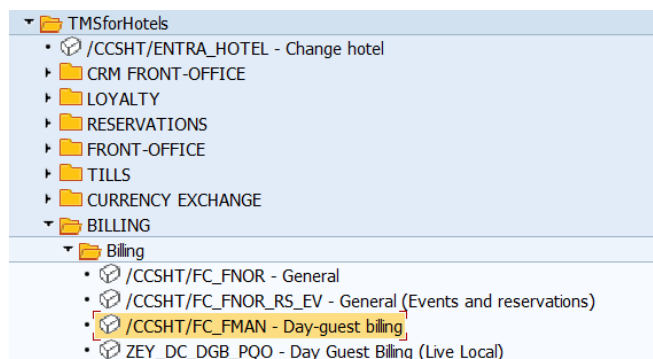 TMSforHotels
/CCSHT/ENTRA_HOTEL - Change hotel
CRM FRONT-OFFICE
LOYALTY
RESERVATIONS
FRONT-OFFICE
TILLS
CURRENCY EXCHANGE
BILLING
Billing
/CCSHT/FC_FNOR - General
/CCSHT/FC_FNOR_RS_EV - General (Events and reservations)
/CCSHT/FC_FMAN - Day-guest billing
ZEY_DC_DGB_PQO - Day Guest Billing (Live Local)